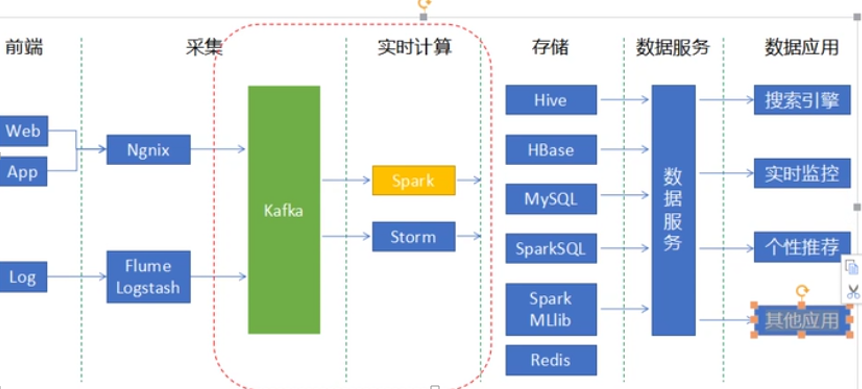 前端
采集
实时计算
存储
数据服务
数据应用
Web
App
Log
Ngnix
Flume
Logstash
Kafka
Spark
Storm
Hive
HBase
MySQL
SparkSQL
Spark
MLlib
Redis
数据服务
搜索引擎
实时监控
个性推荐
其他应用